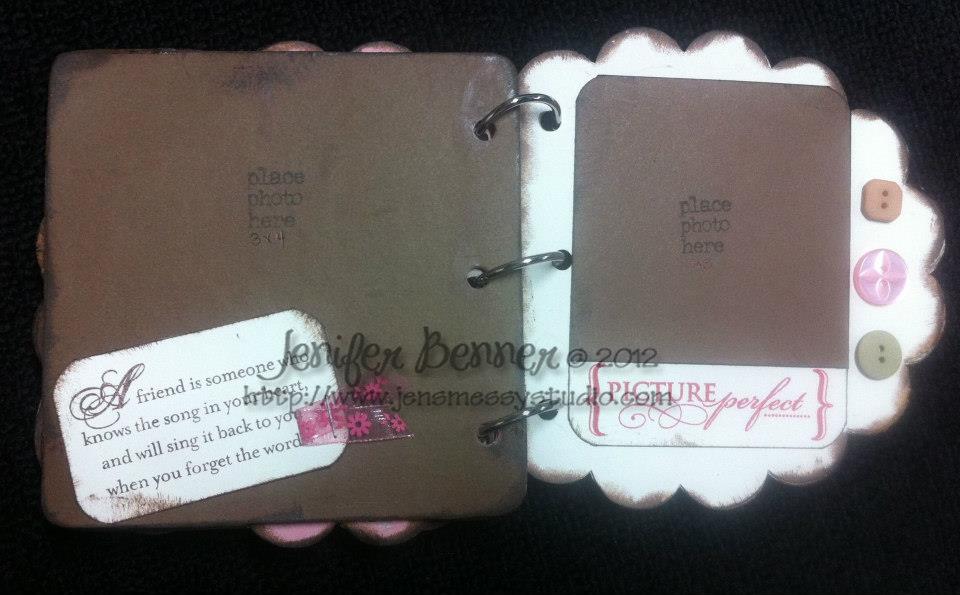 place
photo
here
3x4
A friend is someone who
knows the song in your heart,
and will sing it back to you
when you forget the word
place
photo
here
{PICTURE perfect}
Jenifer Benner © 2012
http://www.jensmessystudio.com